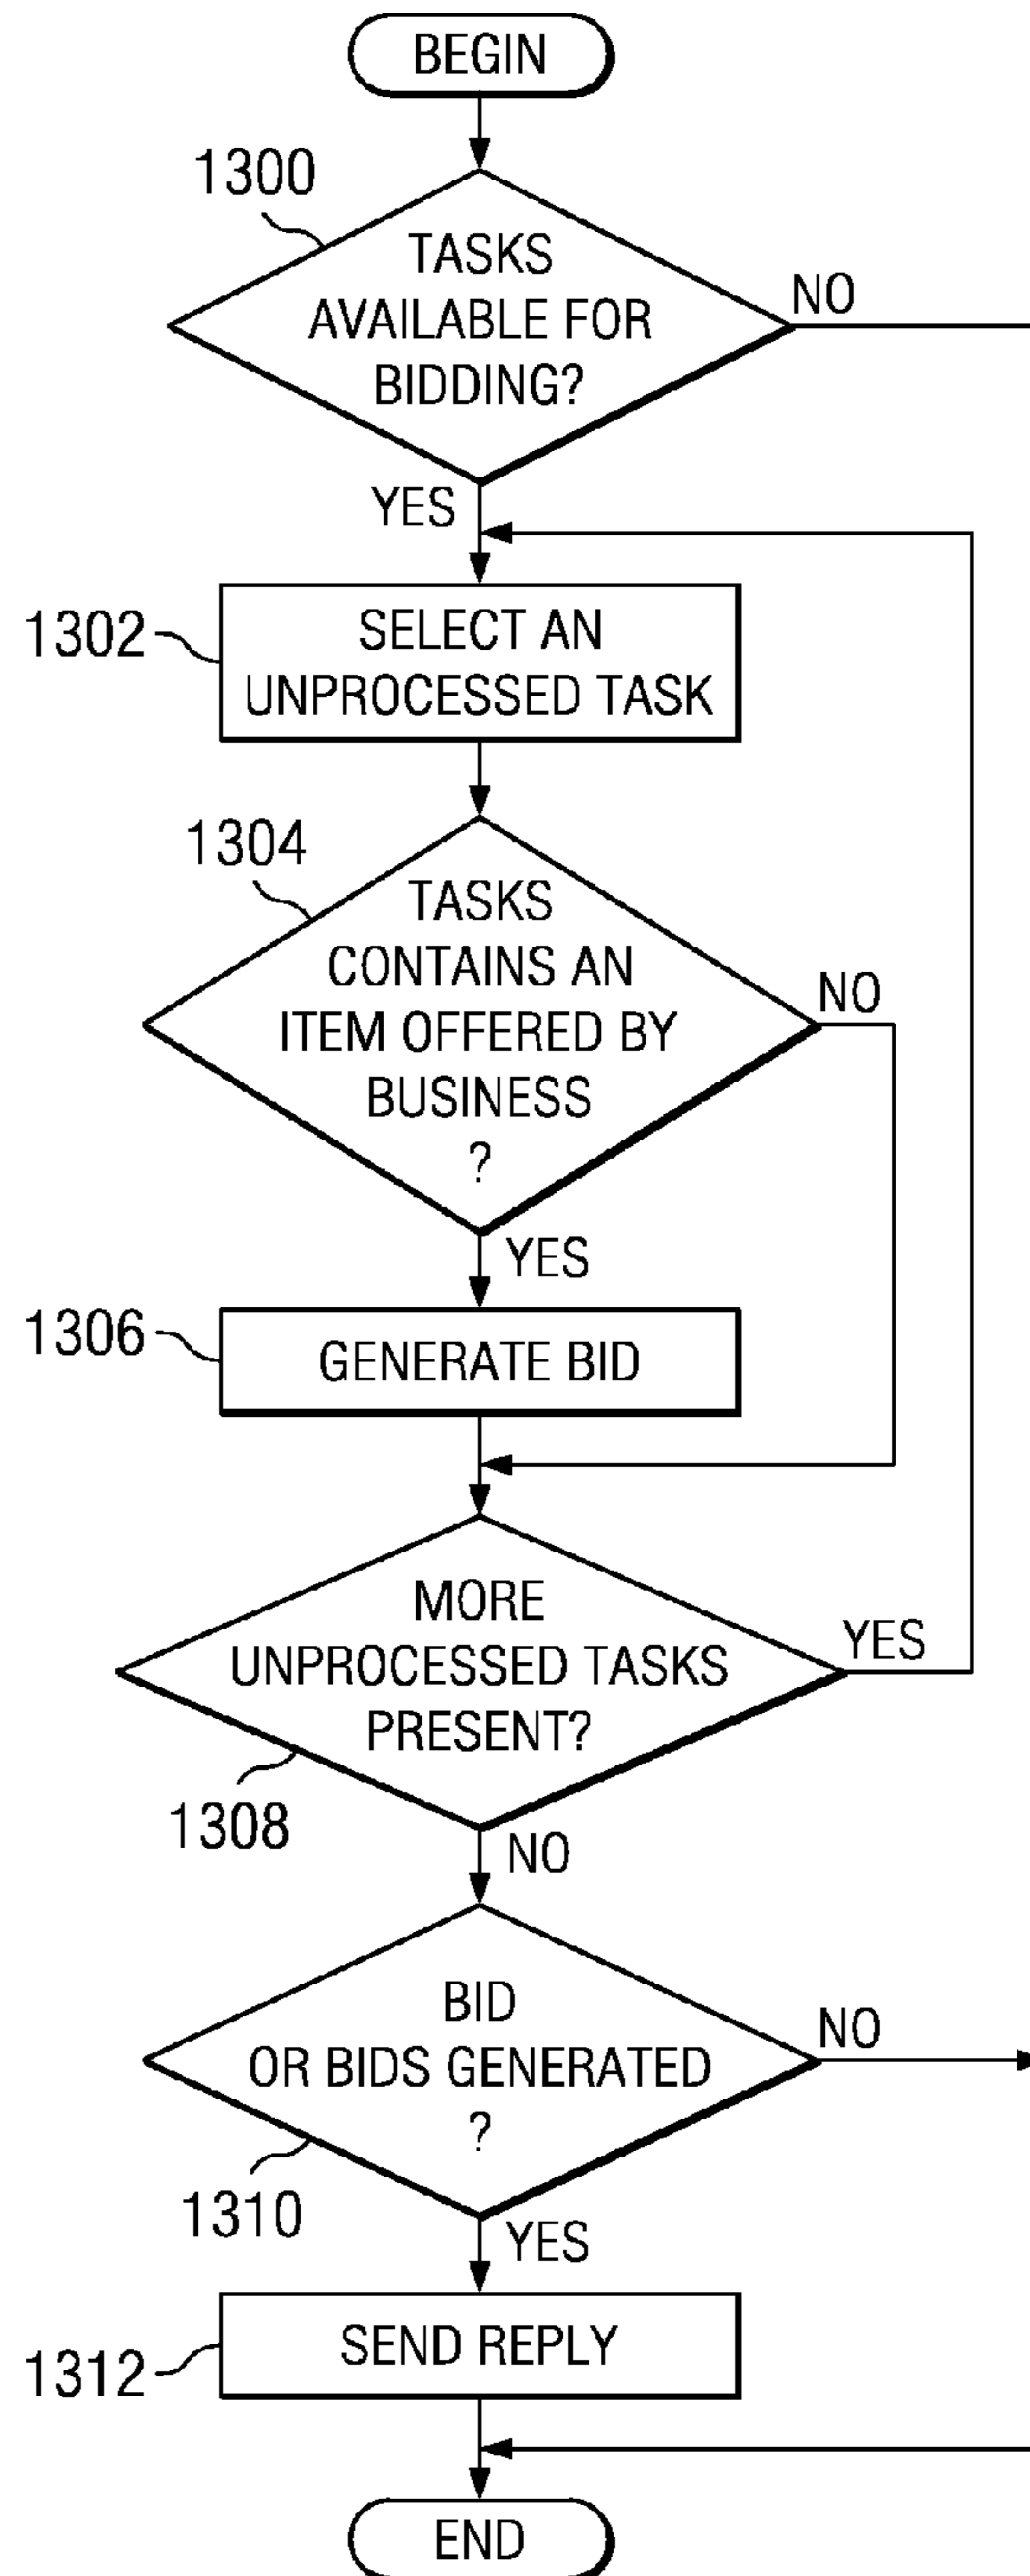 BEGIN
1300
TASKS
AVAILABLE FOR
BIDDING?
NO
YES
1302
SELECT AN
UNPROCESSED TASK
1304
TASKS
CONTAINS AN
ITEM OFFERED BY
BUSINESS
?
NO
YES
1306
GENERATE BID
MORE
UNPROCESSED TASKS
PRESENT?
YES
1308
NO
BID
OR BIDS GENERATED
?
NO
1310
YES
1312
SEND REPLY
END